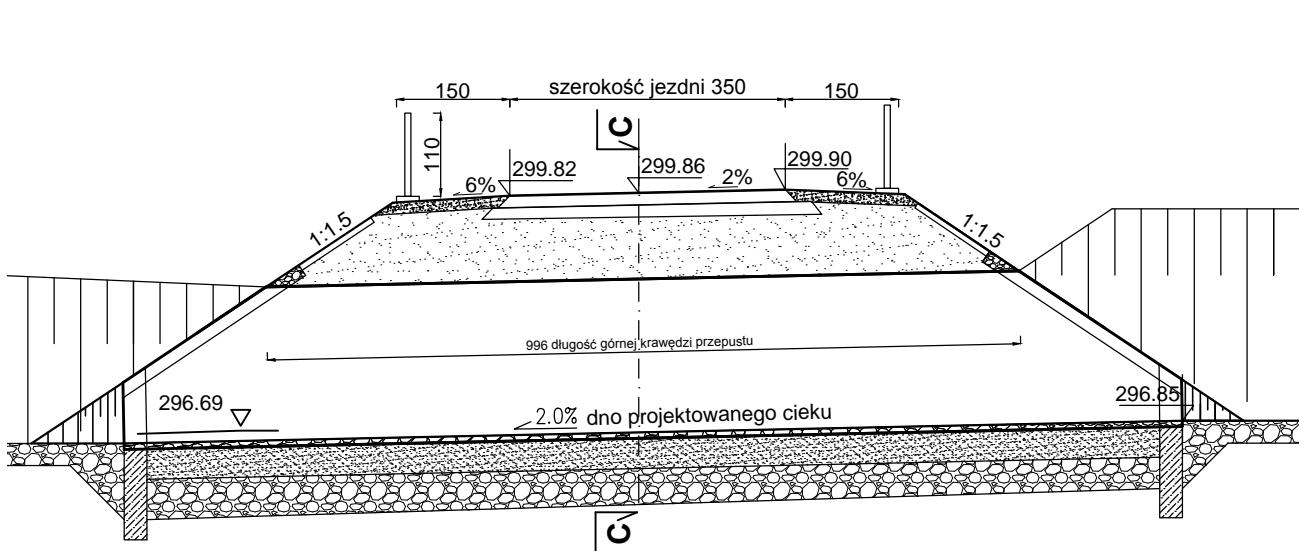 150
szerokość jezdni 350
150
110
C
299.82
299.86
299.90
6%
2%
6%
1:1.5
1:1.5
996 długość górnej krawędzi przepustu
296.69
296.85
2.0% dno projektowanego cieku
C